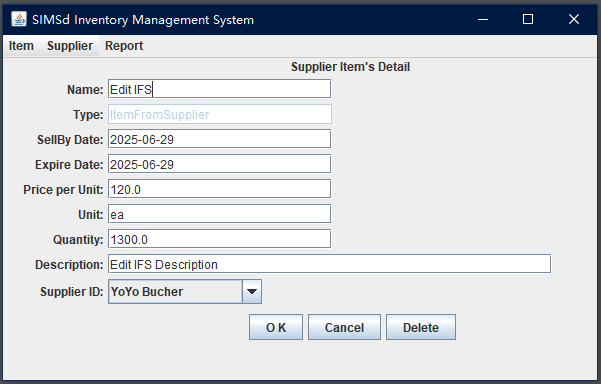 SIMSd Inventory Management System
Item Supplier Report
Supplier Item's Detail
Name: Edit IFS
Type: ItemFromSupplier
SellBy Date: 2025-06-29
Expire Date: 2025-06-29
Price per Unit: 120.0
Unit: ea
Quantity: 1300.0
Description: Edit IFS Description
Supplier ID: YoYo Bucher
O K Cancel Delete